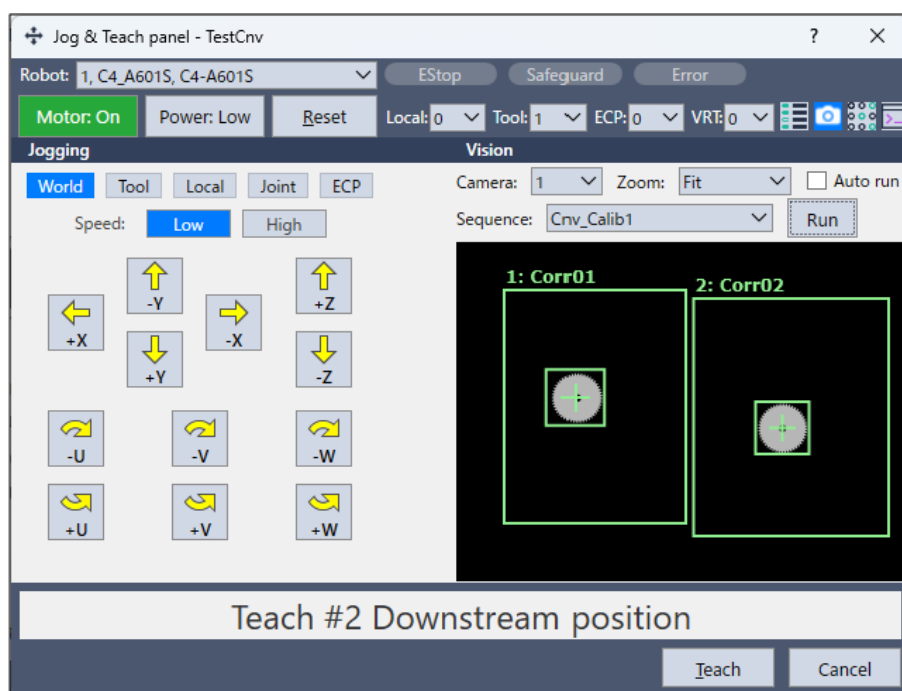 Jog & Teach panel - TestCnv ?
Robot: 1, C4_A601S, C4-A601S EStop Safeguard Error
Motor: On Power: Low Reset Local: 0 Tool: 1 ECP: 0 VRT: 0
Jogging Vision
World Tool Local Joint ECP Camera: 1 Zoom: Fit Auto run
Speed: Low High Sequence: Cnv_Calib1 Run
1: Corr01 2: Corr02
-Y +Z
+X -X
+Y -Z
-U -V -W
+U +V +W
Teach #2 Downstream position
Teach Cancel